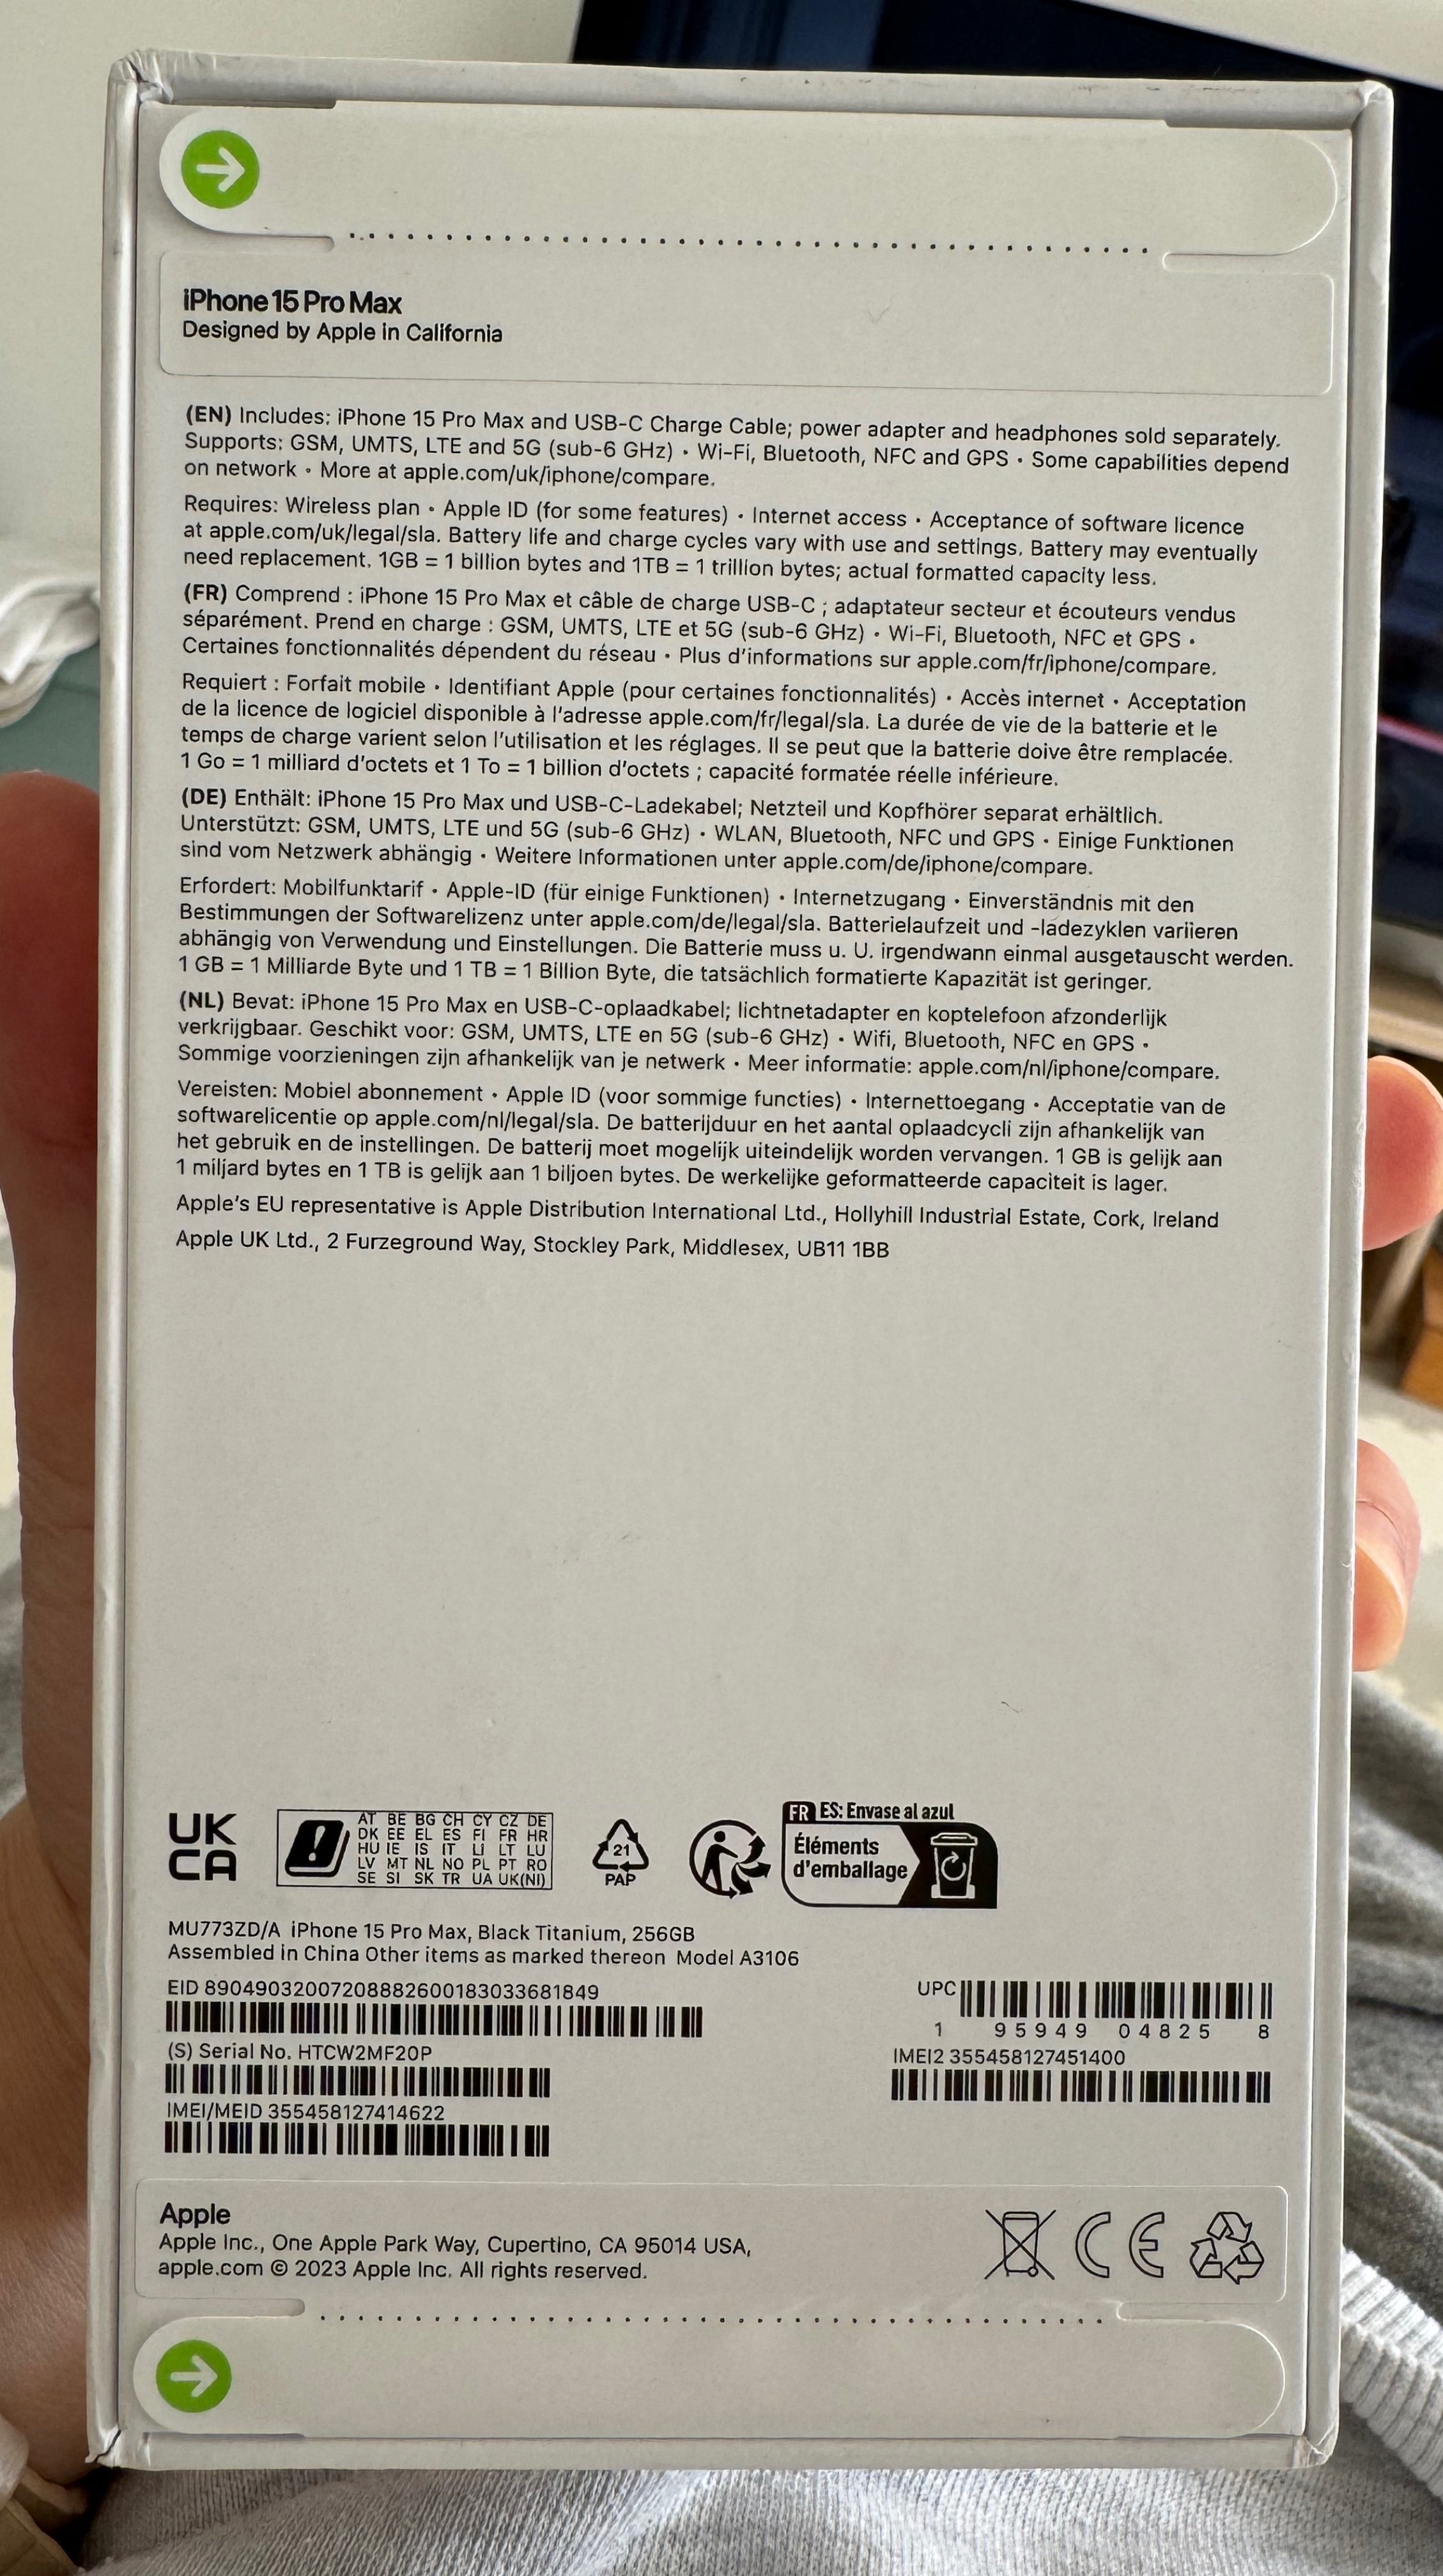 iPhone 15 Pro Max
Designed by Apple in California
(EN) Includes: iPhone 15 Pro Max and USB-C Charge Cable; power adapter and headphones sold separately.
Supports: GSM, UMTS, LTE and 5G (sub-6 GHz) • Wi-Fi, Bluetooth, NFC and GPS • Some capabilities depend
on network • More at apple.com/uk/iphone/compare.
Requires: Wireless plan • Apple ID (for some features) • Internet access • Acceptance of software licence
at apple.com/uk/legal/sla. Battery life and charge cycles vary with use and settings. Battery may eventually
need replacement. 1GB = 1 billion bytes and 1TB = 1 trillion bytes; actual formatted capacity less.
(FR) Comprend : iPhone 15 Pro Max et câble de charge USB-C ; adaptateur secteur et écouteurs vendus
séparément. Prend en charge : GSM, UMTS, LTE et 5G (sub-6 GHz) • Wi-Fi, Bluetooth, NFC et GPS •
Certaines fonctionnalités dépendent du réseau • Plus d'informations sur apple.com/fr/iphone/compare.
Requiert : Forfait mobile • Identifiant Apple (pour certaines fonctionnalités) • Accès internet • Acceptation
de la licence de logiciel disponible à l'adresse apple.com/fr/legal/sla. La durée de vie de la batterie et le
temps de charge varient selon l'utilisation et les réglages. Il se peut que la batterie doive être remplacée.
1 Go = 1 milliard d'octets et 1 To = 1 billion d'octets ; capacité formatée réelle inférieure.
(DE) Enthält: iPhone 15 Pro Max und USB-C-Ladekabel; Netzteil und Kopfhörer separat erhältlich.
Unterstützt: GSM, UMTS, LTE und 5G (sub-6 GHz) • WLAN, Bluetooth, NFC und GPS • Einige Funktionen
sind vom Netzwerk abhängig • Weitere Informationen unter apple.com/de/iphone/compare.
Erfordert: Mobilfunktarif • Apple-ID (für einige Funktionen) • Internetzugang • Einverständnis mit den
Bestimmungen der Softwarelizenz unter apple.com/de/legal/sla. Batterielaufzeit und -ladezyklen variieren
abhängig von Verwendung und Einstellungen. Die Batterie muss u. U. irgendwann einmal ausgetauscht werden.
1 GB = 1 Milliarde Byte und 1 TB = 1 Billion Byte, die tatsächlich formatierte Kapazität ist geringer.
(NL) Bevat: iPhone 15 Pro Max en USB-C-oplaadkabel; lichtnetadapter en koptelefoon afzonderlijk
verkrijgbaar. Geschikt voor: GSM, UMTS, LTE en 5G (sub-6 GHz) • Wifi, Bluetooth, NFC en GPS •
Sommige voorzieningen zijn afhankelijk van je netwerk • Meer informatie: apple.com/nl/iphone/compare.
Vereisten: Mobiel abonnement • Apple ID (voor sommige functies) • Internettoegang • Acceptatie van de
softwarelicentie op apple.com/nl/legal/sla. De batterijduur en het aantal oplaadcycli zijn afhankelijk van
het gebruik en de instellingen. De batterij moet mogelijk uiteindelijk worden vervangen. 1 GB is gelijk aan
1 miljard bytes en 1 TB is gelijk aan 1 biljoen bytes. De werkelijke geformatteerde capaciteit is lager.
Apple's EU representative is Apple Distribution International Ltd., Hollyhill Industrial Estate, Cork, Ireland
Apple UK Ltd., 2 Furzeground Way, Stockley Park, Middlesex, UB11 1BB
UK
CA
AT BE BG CH CY CZ DE
DK EE EL ES FI FR HR
HU IE IS IT LI LT LU
LV MT NL NO PL PT RO
SE SI SK TR UA UK(NI)
21
PAP
FR ES: Envase al azul
Éléments
d'emballage
MU773ZD/A iPhone 15 Pro Max, Black Titanium, 256GB
Assembled in China Other items as marked thereon Model A3106
EID 89049032007208882600183033681849
UPC
1 95949 04825 8
(S) Serial No. HTCW2MF20P
IMEI2 355458127451400
IMEI/MEID 355458127414622
Apple
Apple Inc., One Apple Park Way, Cupertino, CA 95014 USA,
apple.com © 2023 Apple Inc. All rights reserved.
CE